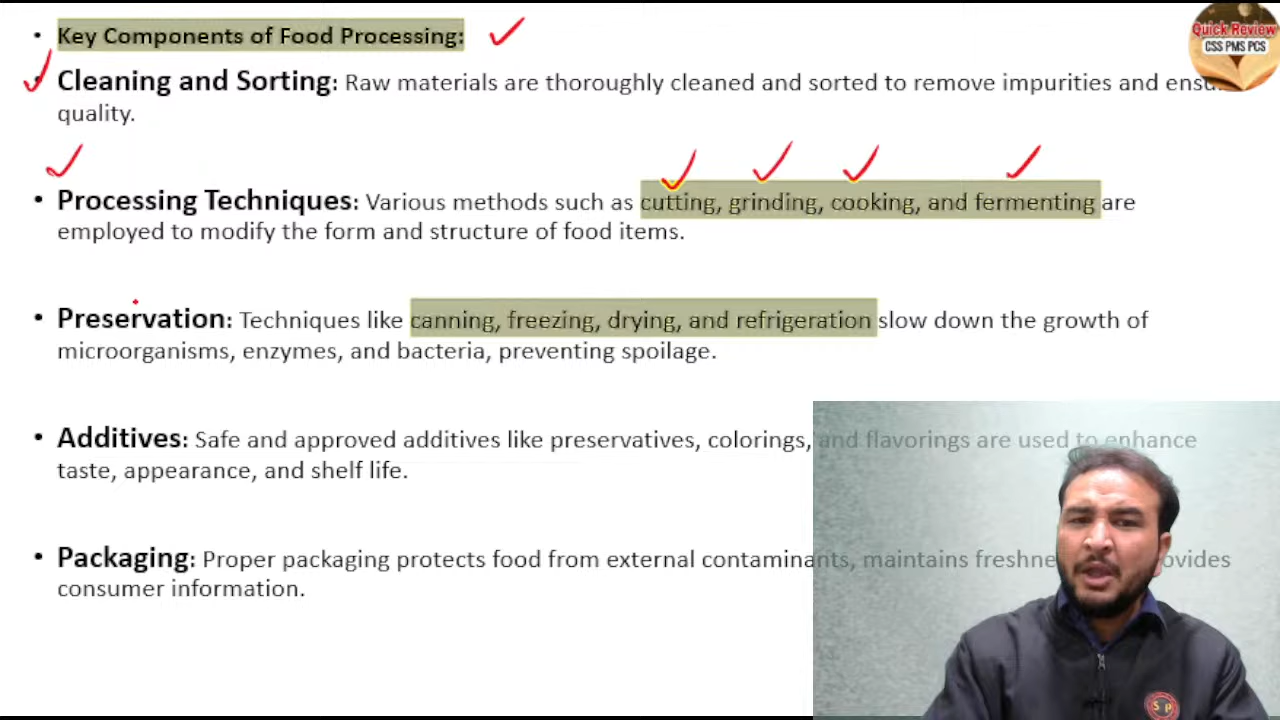 • Key Components of Food Processing:
Quick Review
CSS PMS PCS
• Cleaning and Sorting: Raw materials are thoroughly cleaned and sorted to remove impurities and
quality.
• Processing Techniques: Various methods such as cutting, grinding, cooking, and fermenting are
employed to modify the form and structure of food items.
• Preservation: Techniques like canning, freezing, drying, and refrigeration slow down the growth of
microorganisms, enzymes, and bacteria, preventing spoilage.
• Additives: Safe and approved additives like preservatives, colorings, and flavorings are used to enhance
taste, appearance, and shelf life.
• Packaging: Proper packaging protects food from external contaminants, maintains
consumer information.